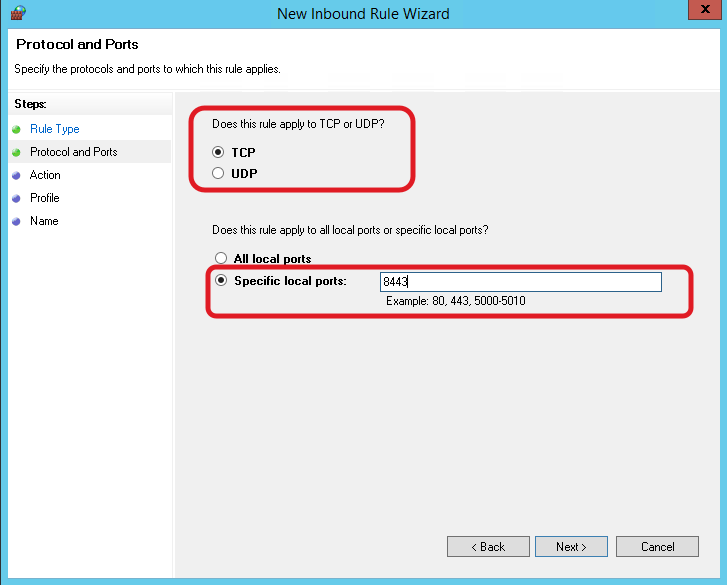 New Inbound Rule Wizard
x
Protocol and Ports
Specify the protocols and ports to which this rule applies.
Steps:
Rule Type
Protocol and Ports
Action
Profile
Name
Does this rule apply to TCP or UDP?
TCP
UDP
Does this rule apply to all local ports or specific local ports?
All local ports
Specific local ports:
8443
Example: 80, 443, 5000-5010
< Back
Next >
Cancel